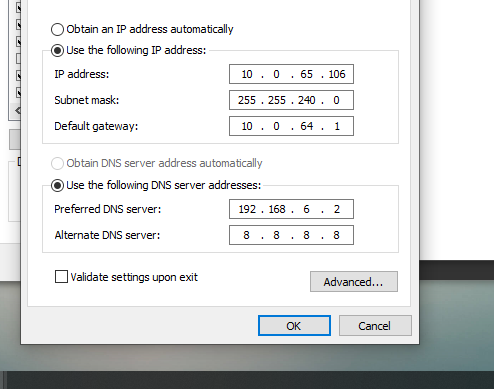 Obtain an IP address automatically
Use the following IP address:
IP address: 10 . 0 . 65 . 106
Subnet mask: 255 . 255 . 240 . 0
Default gateway: 10 . 0 . 64 . 1
Obtain DNS server address automatically
Use the following DNS server addresses:
Preferred DNS server: 192 . 168 . 6 . 2
Alternate DNS server: 8 . 8 . 8 . 8
Validate settings upon exit
Advanced...
OK Cancel